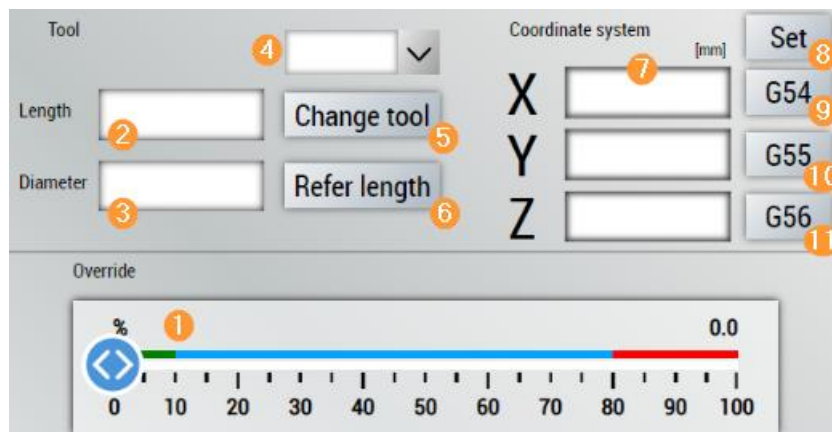 Tool
4
Coordinate system
[mm]
Set
8
Length
2
Change tool
5
X
7
G54
9
Diameter
3
Refer length
6
Y
G55
10
Z
G56
11
Override
%
1
0.0
0 10 20 30 40 50 60 70 80 90 100